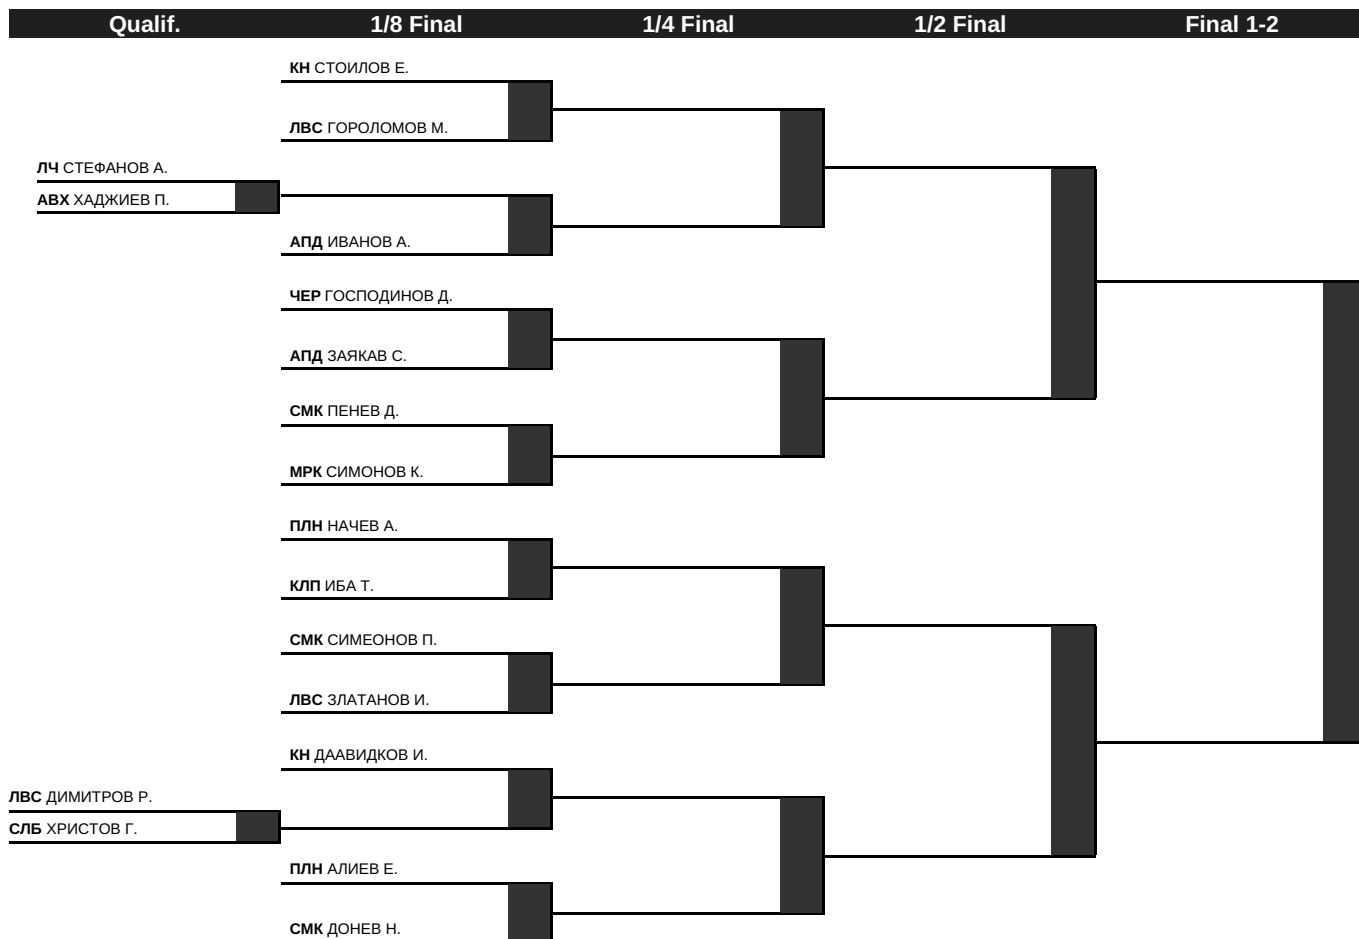 Qualif. 1/8 Final 1/4 Final 1/2 Final Final 1-2
КН СТОИЛОВ Е.
ЛВС ГОРОЛОМОВ М.
ЛЧ СТЕФАНОВ А.
АВХ ХАДЖИЕВ П.
АПД ИВАНОВ А.
ЧЕР ГОСПОДИНОВ Д.
АПД ЗАЯКАВ С.
СМК ПЕНЕВ Д.
МРК СИМОНОВ К.
ПЛН НАЧЕВ А.
КЛП ИБА Т.
СМК СИМЕОНОВ П.
ЛВС ЗЛАТАНОВ И.
КН ДААВИДКОВ И.
ЛВС ДИМИТРОВ Р.
СЛБ ХРИСТОВ Г.
ПЛН АЛИЕВ Е.
СМК ДОНЕВ Н.